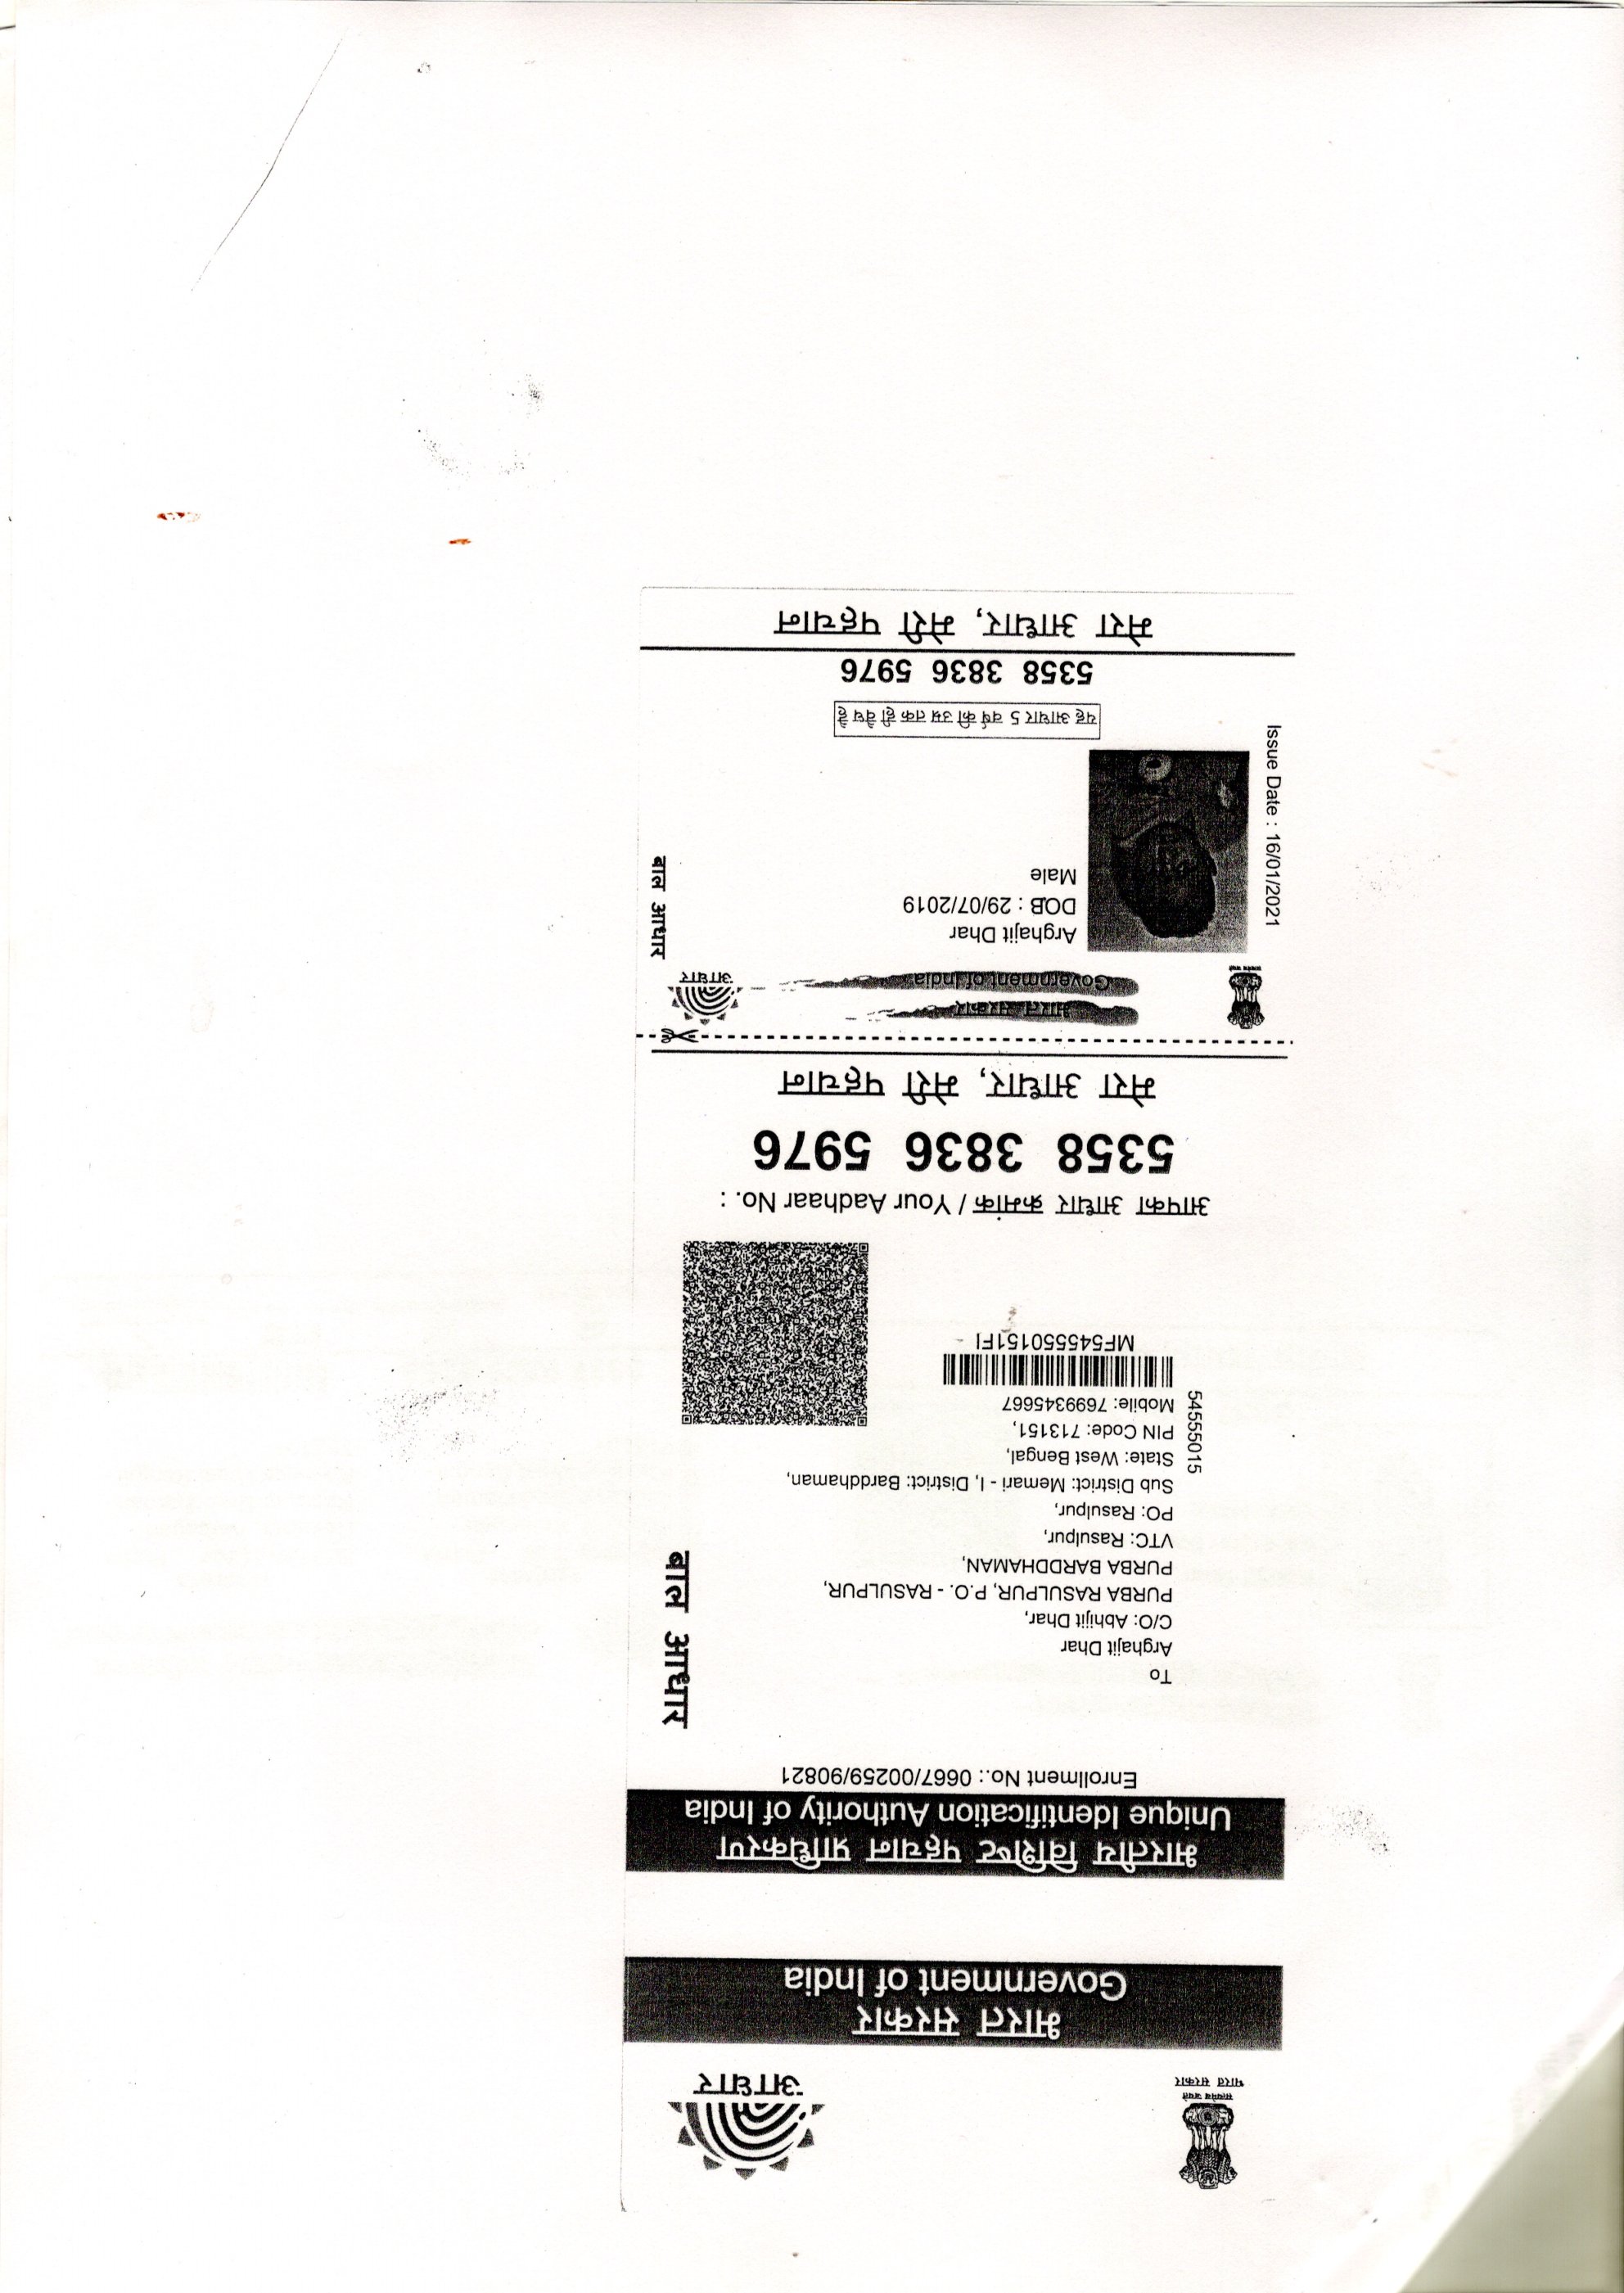 सत्यमेव जयते
भारत सरकार
आधार
भारत सरकार
Government of India
भारतीय विशिष्ट पहचान प्राधिकरण
Unique Identification Authority of India
Enrollment No.: 0667/00259/90821
To
Arghajit Dhar
C/O: Abhijit Dhar,
PURBA RASULPUR, P.O. - RASULPUR,
PURBA BARDDHAMAN,
VTC: Rasulpur,
PO: Rasulpur,
Sub District: Memari - I, District: Barddhaman,
State: West Bengal,
PIN Code: 713151,
Mobile: 7699345667
54555015
बाल आधार
MF545550151FI
आपका आधार क्रमांक / Your Aadhaar No. :
5358 3836 5976
मेरा आधार, मेरी पहचान
सत्यमेव जयते
भारत सरकार
Government of India
आधार
Arghajit Dhar
DOB : 29/07/2019
Male
Issue Date : 16/01/2021
बाल आधार
यह आधार 5 वर्ष की उम्र तक ही वैध है
5358 3836 5976
मेरा आधार, मेरी पहचान